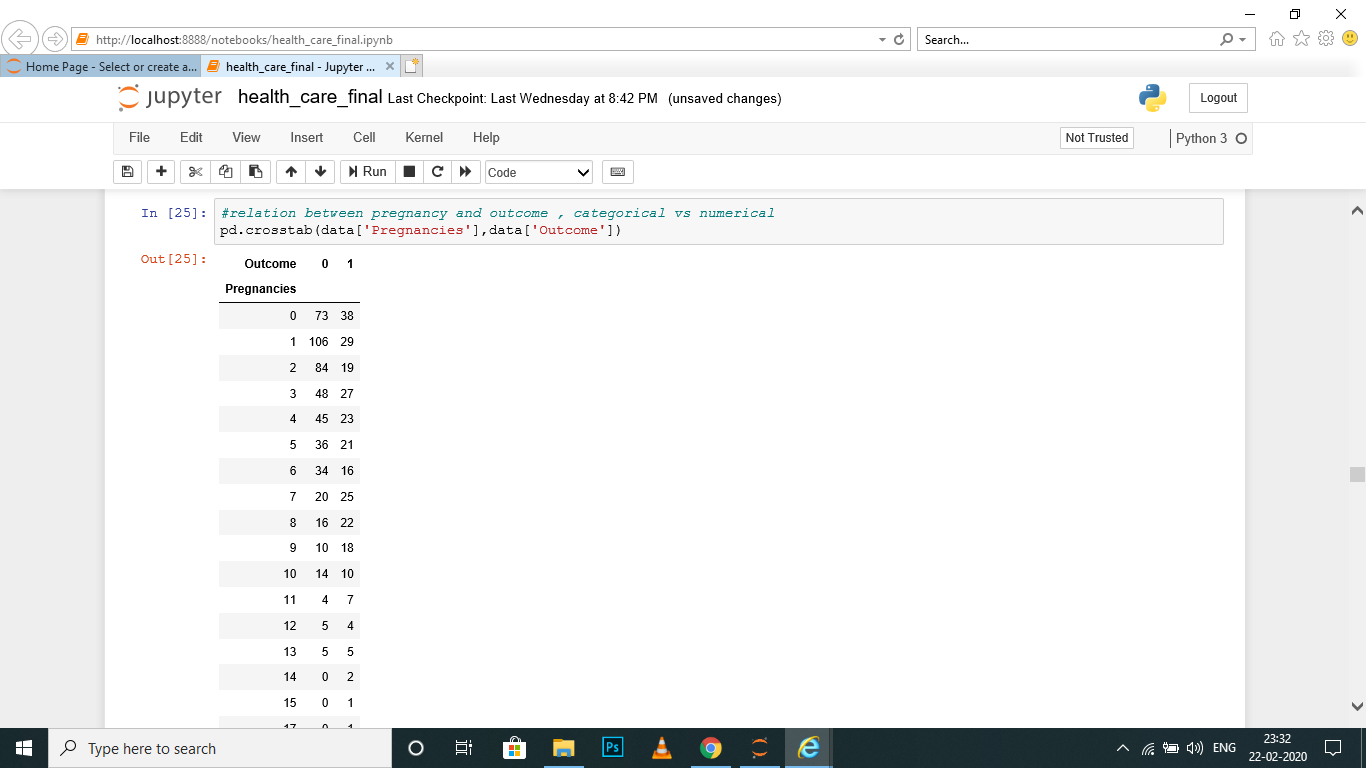 http://localhost:8888/notebooks/health_care_final.ipynb
Search...
Home Page - Select or create a...
health_care_final - Jupyter ...
jupyter health_care_final Last Checkpoint: Last Wednesday at 8:42 PM (unsaved changes)
Logout
File Edit View Insert Cell Kernel Help
Not Trusted
Python 3
Run
Code
In [25]: #relation between pregnancy and outcome , categorical vs numerical
pd.crosstab(data['Pregnancies'],data['Outcome'])
Out[25]:
Outcome 0 1
Pregnancies
0 73 38
1 106 29
2 84 19
3 48 27
4 45 23
5 36 21
6 34 16
7 20 25
8 16 22
9 10 18
10 14 10
11 4 7
12 5 4
13 5 5
14 0 2
15 0 1
17 0 1
Type here to search
Ps
ENG
23:32
22-02-2020